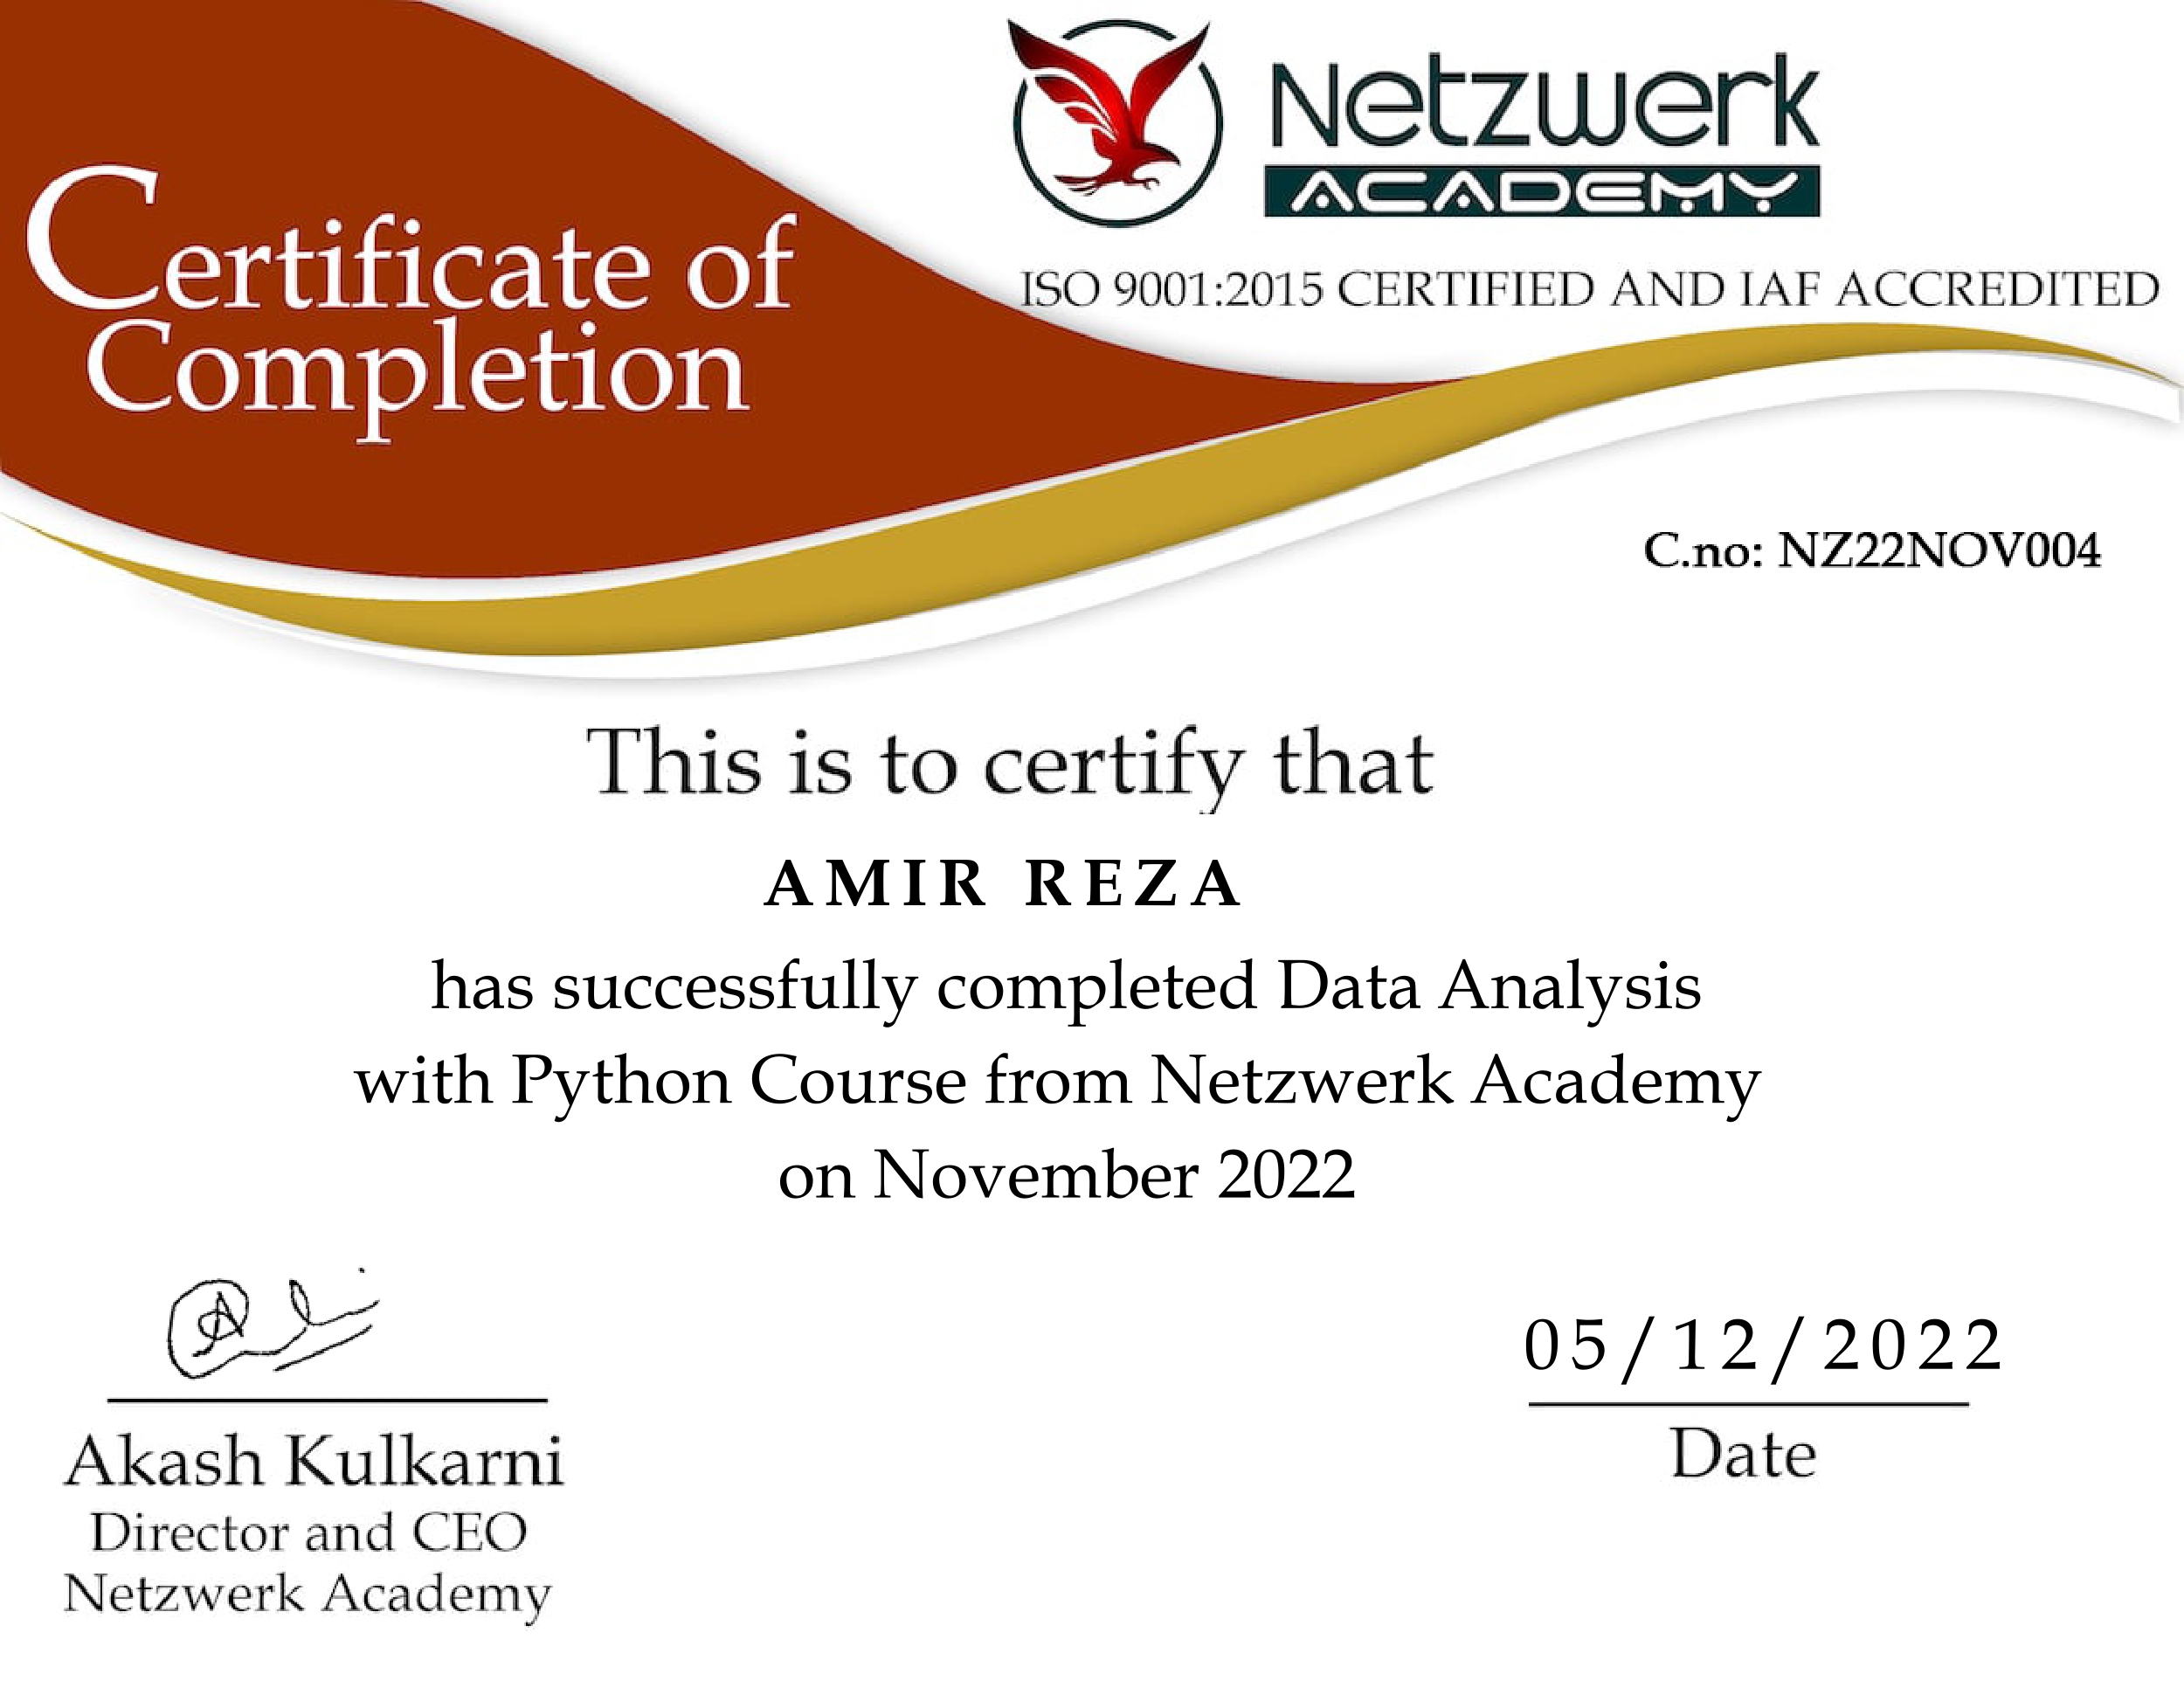 Certificate of
Completion
Netzwerk
ACADEMY
ISO 9001:2015 CERTIFIED AND IAF ACCREDITED
C.no: NZ22NOV004
This is to certify that
AMIR REZA
has successfully completed Data Analysis
with Python Course from Netzwerk Academy
on November 2022
Akash Kulkarni
Director and CEO
Netzwerk Academy
05/12/2022
Date